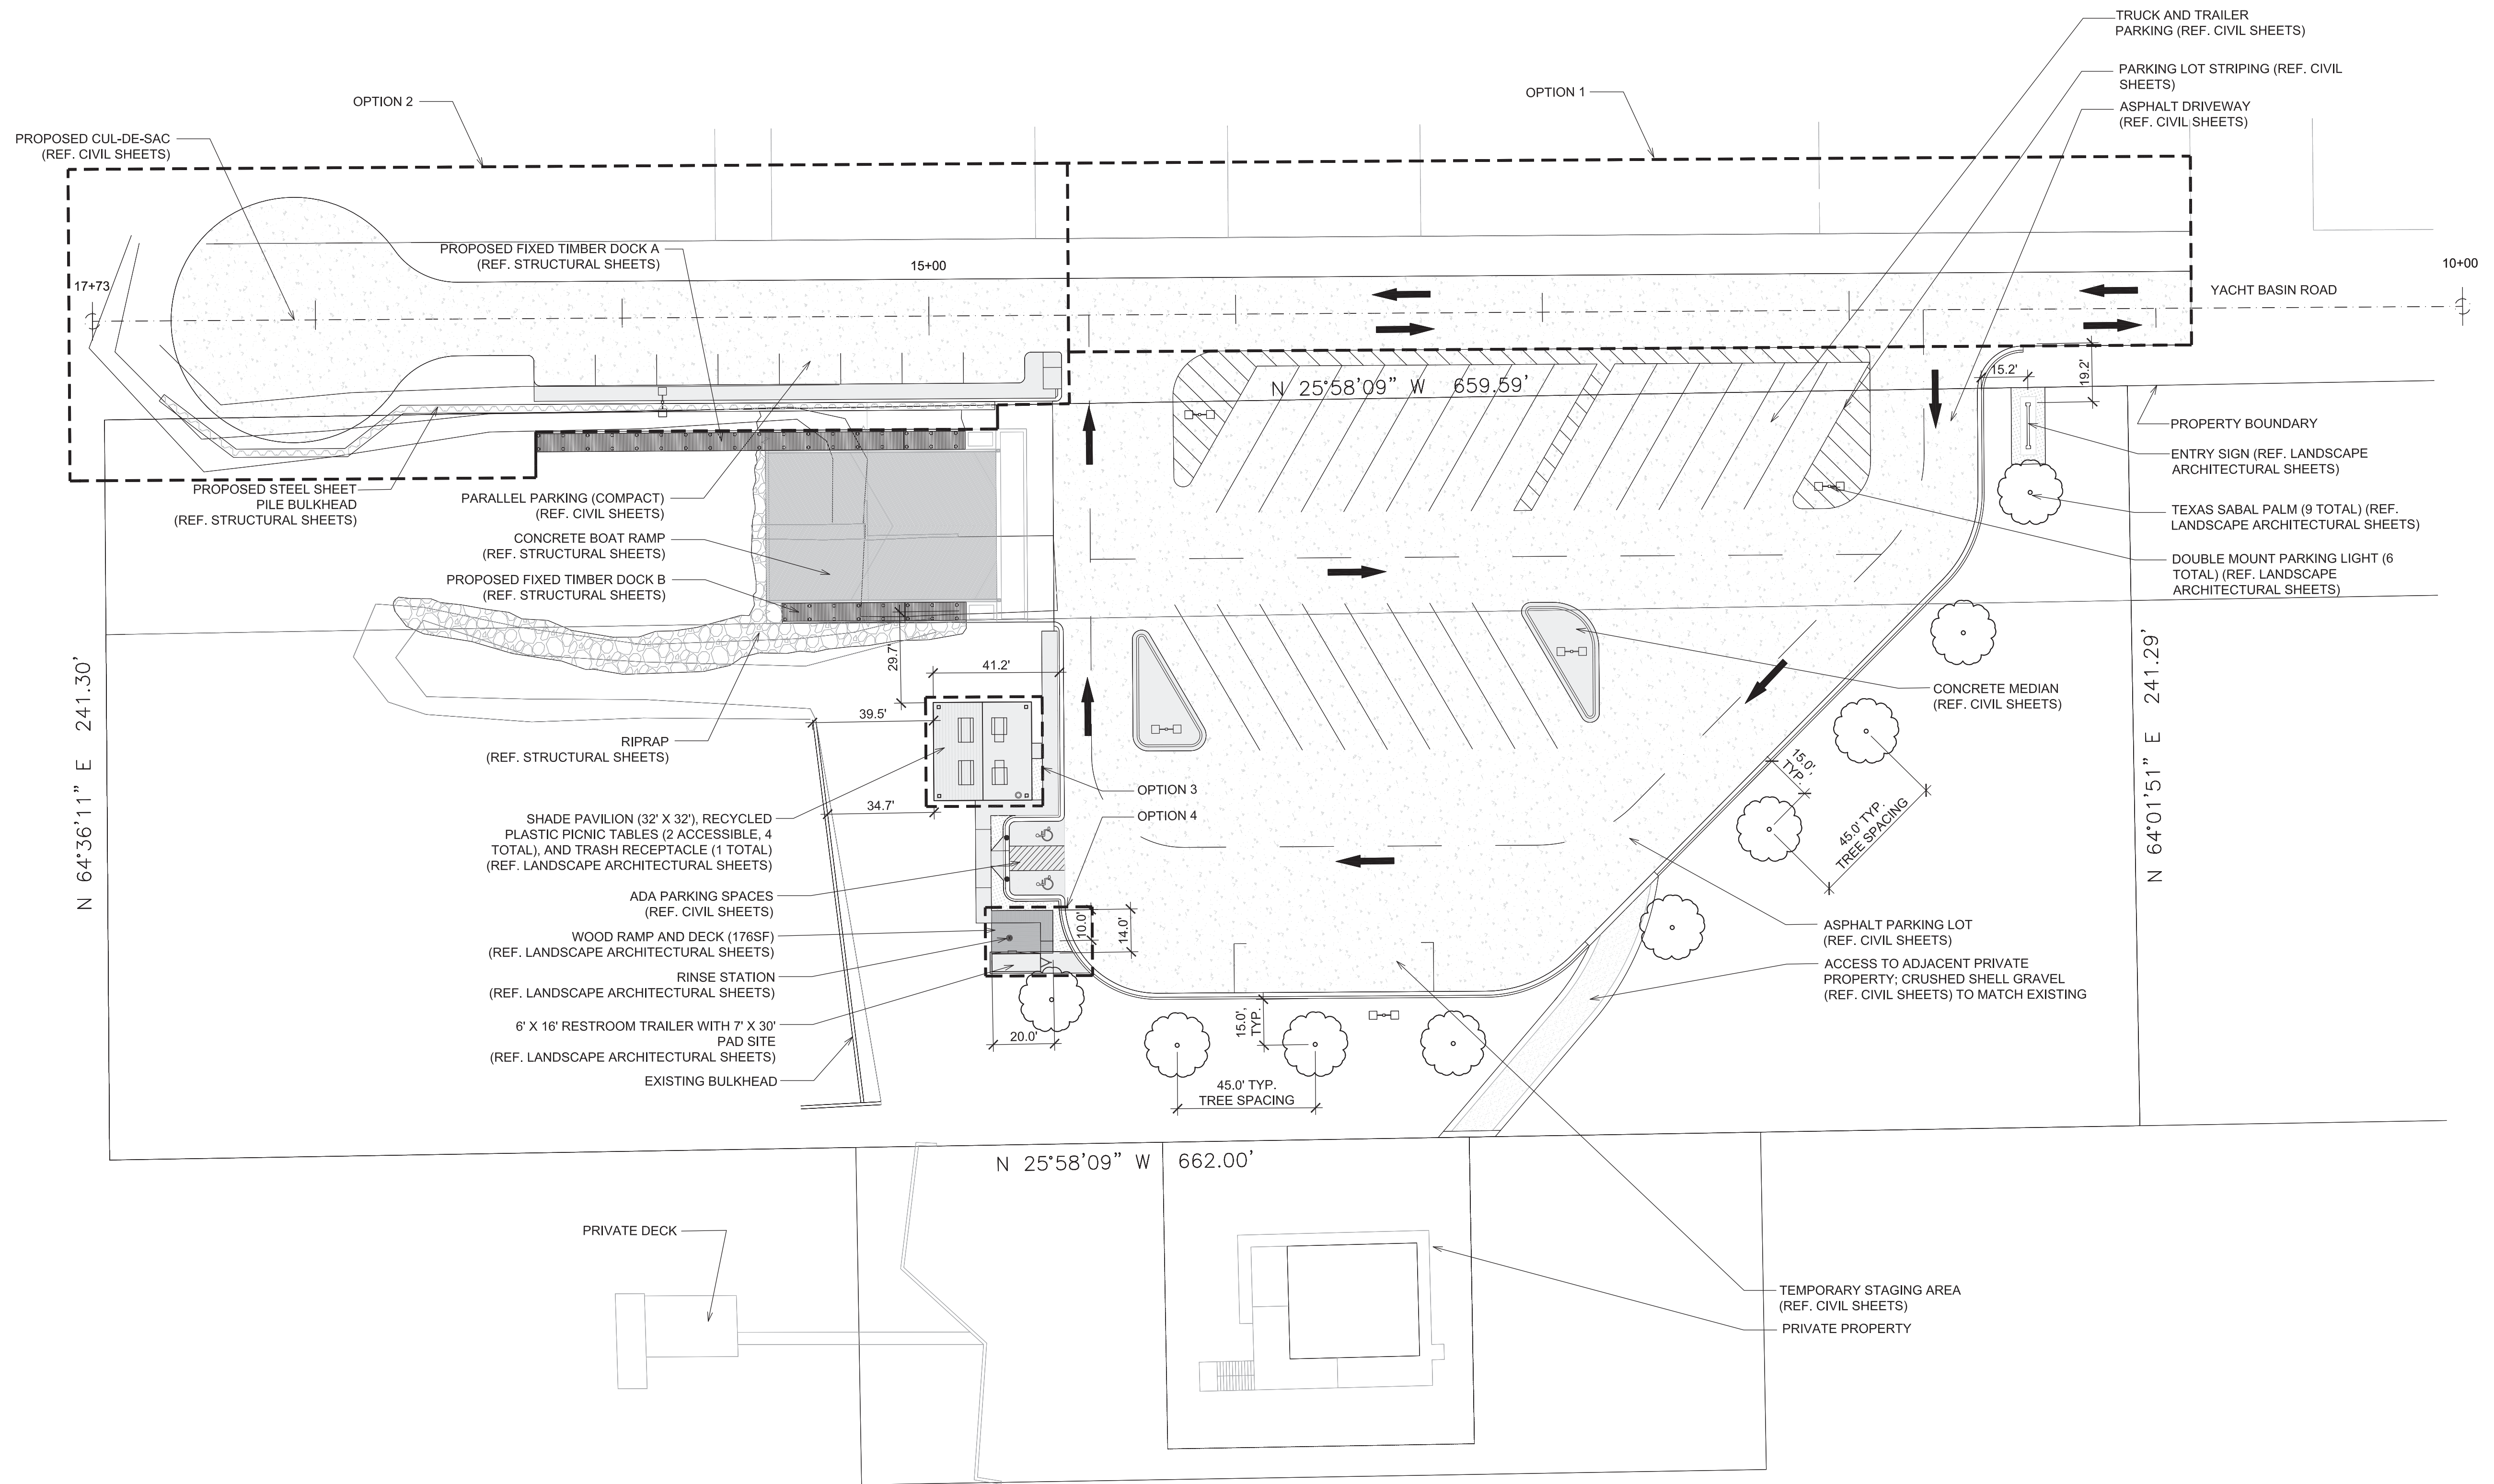 TRUCK AND TRAILER
PARKING (REF. CIVIL SHEETS)
PARKING LOT STRIPING (REF. CIVIL
SHEETS)
ASPHALT DRIVEWAY
(REF. CIVIL SHEETS)
OPTION 2
OPTION 1
PROPOSED CUL-DE-SAC
(REF. CIVIL SHEETS)
PROPOSED FIXED TIMBER DOCK A
(REF. STRUCTURAL SHEETS)
17+73
15+00
10+00
YACHT BASIN ROAD
N 25°58'09" W 659.59'
15.2'
19.2'
PROPERTY BOUNDARY
ENTRY SIGN (REF. LANDSCAPE
ARCHITECTURAL SHEETS)
TEXAS SABAL PALM (9 TOTAL) (REF.
LANDSCAPE ARCHITECTURAL SHEETS)
DOUBLE MOUNT PARKING LIGHT (6
TOTAL) (REF. LANDSCAPE
ARCHITECTURAL SHEETS)
PROPOSED STEEL SHEET
PILE BULKHEAD
(REF. STRUCTURAL SHEETS)
PARALLEL PARKING (COMPACT)
(REF. CIVIL SHEETS)
CONCRETE BOAT RAMP
(REF. STRUCTURAL SHEETS)
PROPOSED FIXED TIMBER DOCK B
(REF. STRUCTURAL SHEETS)
29.7'
41.2'
39.5'
34.7'
N 64°36'11" E 241.30'
N 64°01'51" E 241.29'
CONCRETE MEDIAN
(REF. CIVIL SHEETS)
RIPRAP
(REF. STRUCTURAL SHEETS)
OPTION 3
OPTION 4
15.0',
TYP.
45.0' TYP.
TREE SPACING
SHADE PAVILION (32' X 32'), RECYCLED
PLASTIC PICNIC TABLES (2 ACCESSIBLE, 4
TOTAL), AND TRASH RECEPTACLE (1 TOTAL)
(REF. LANDSCAPE ARCHITECTURAL SHEETS)
ADA PARKING SPACES
(REF. CIVIL SHEETS)
WOOD RAMP AND DECK (176SF)
(REF. LANDSCAPE ARCHITECTURAL SHEETS)
10.0'
14.0'
RINSE STATION
(REF. LANDSCAPE ARCHITECTURAL SHEETS)
6' X 16' RESTROOM TRAILER WITH 7' X 30'
PAD SITE
(REF. LANDSCAPE ARCHITECTURAL SHEETS)
EXISTING BULKHEAD
20.0'
15.0',
TYP.
45.0' TYP.
TREE SPACING
ASPHALT PARKING LOT
(REF. CIVIL SHEETS)
ACCESS TO ADJACENT PRIVATE
PROPERTY; CRUSHED SHELL GRAVEL
(REF. CIVIL SHEETS) TO MATCH EXISTING
N 25°58'09" W 662.00'
PRIVATE DECK
TEMPORARY STAGING AREA
(REF. CIVIL SHEETS)
PRIVATE PROPERTY